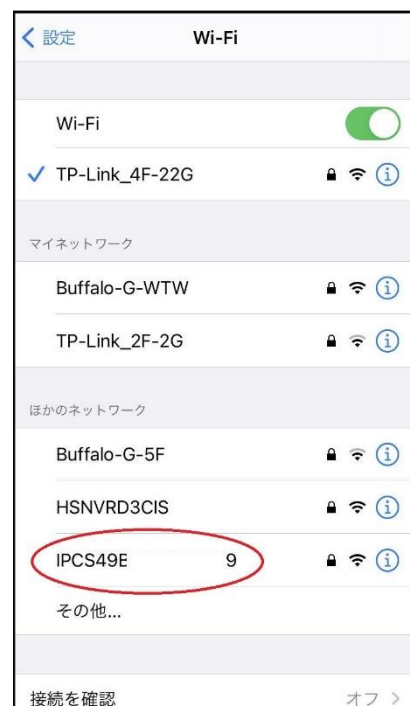 設定 Wi-Fi
Wi-Fi
TP-Link_4F-22G
マイネットワーク
Buffalo-G-WTW
TP-Link_2F-2G
ほかのネットワーク
Buffalo-G-5F
HSNVRD3CIS
IPCS49E 9
その他...
接続を確認 オフ